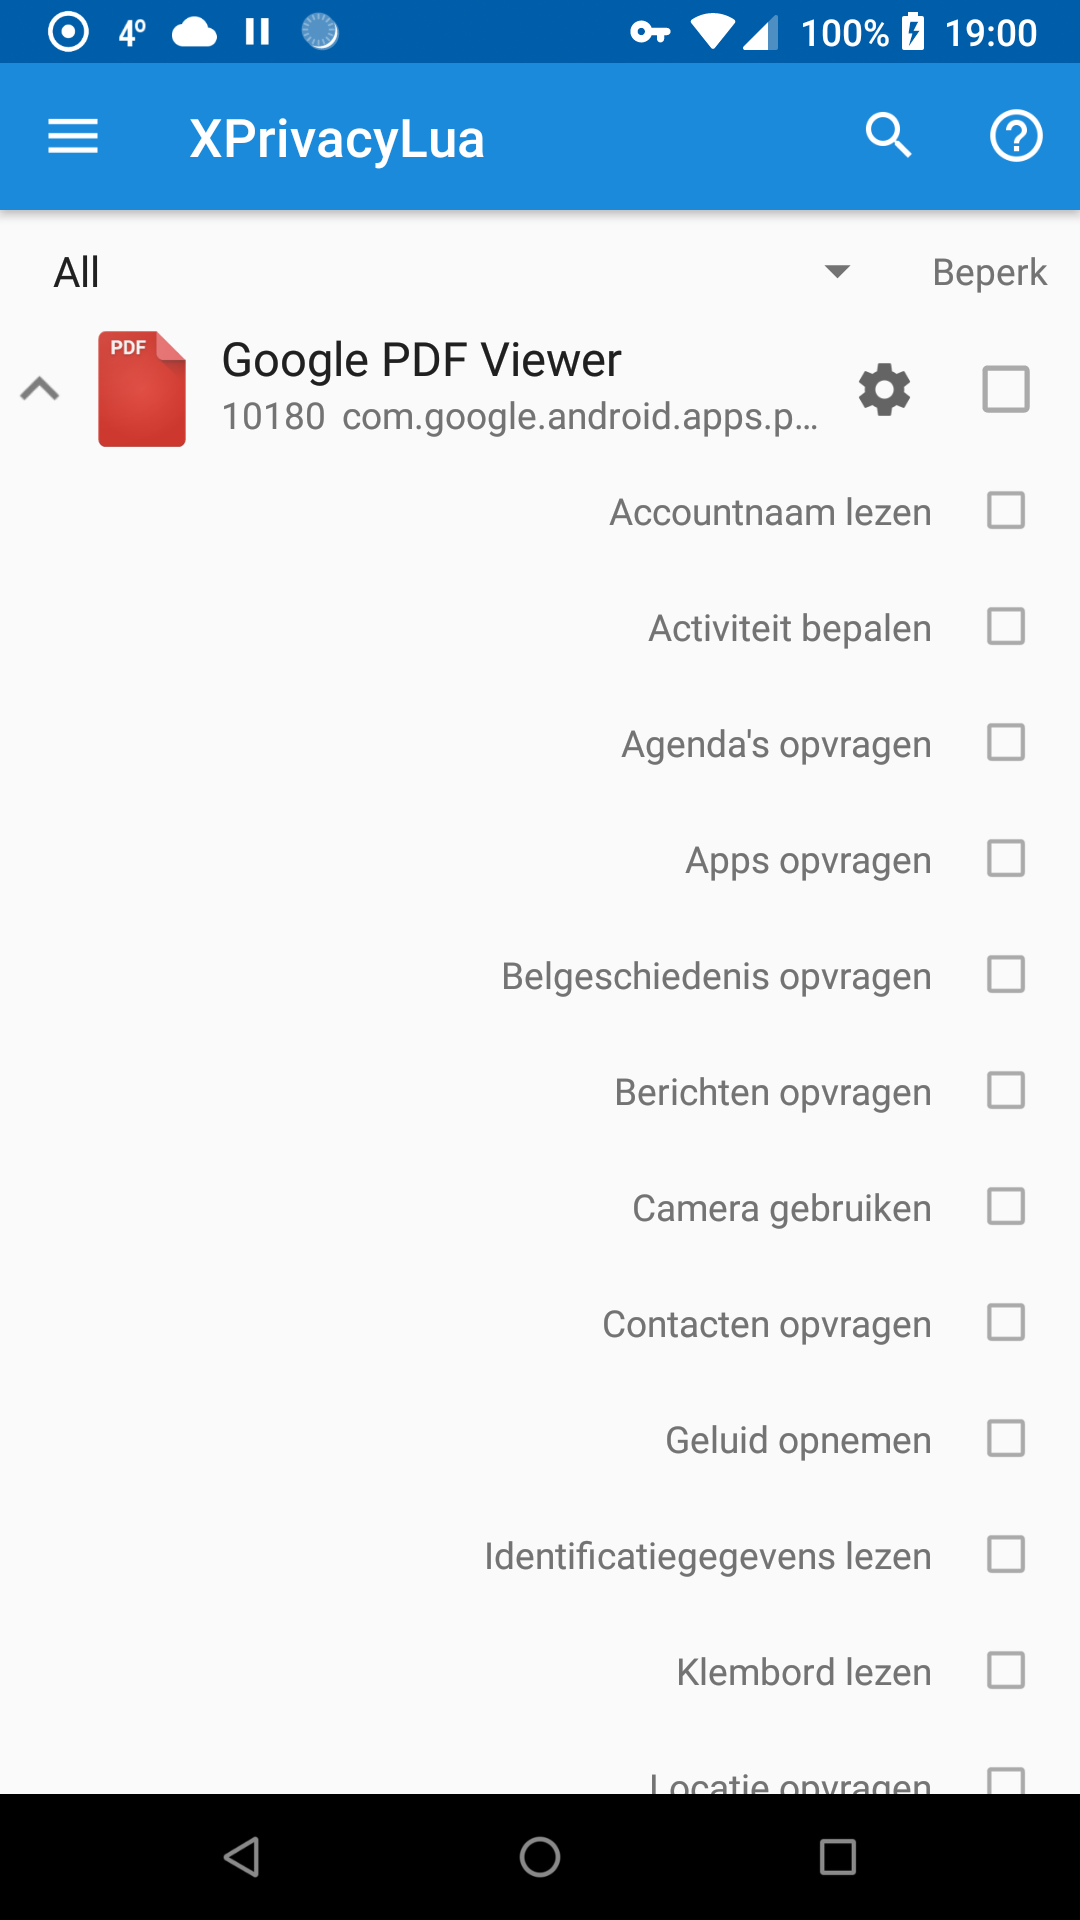 4° 100% 19:00
XPrivacyLua
All Beperk
PDF
Google PDF Viewer
10180 com.google.android.apps.p...
Accountnaam lezen
Activiteit bepalen
Agenda's opvragen
Apps opvragen
Belgeschiedenis opvragen
Berichten opvragen
Camera gebruiken
Contacten opvragen
Geluid opnemen
Identificatiegegevens lezen
Klembord lezen
Locatie opvragen